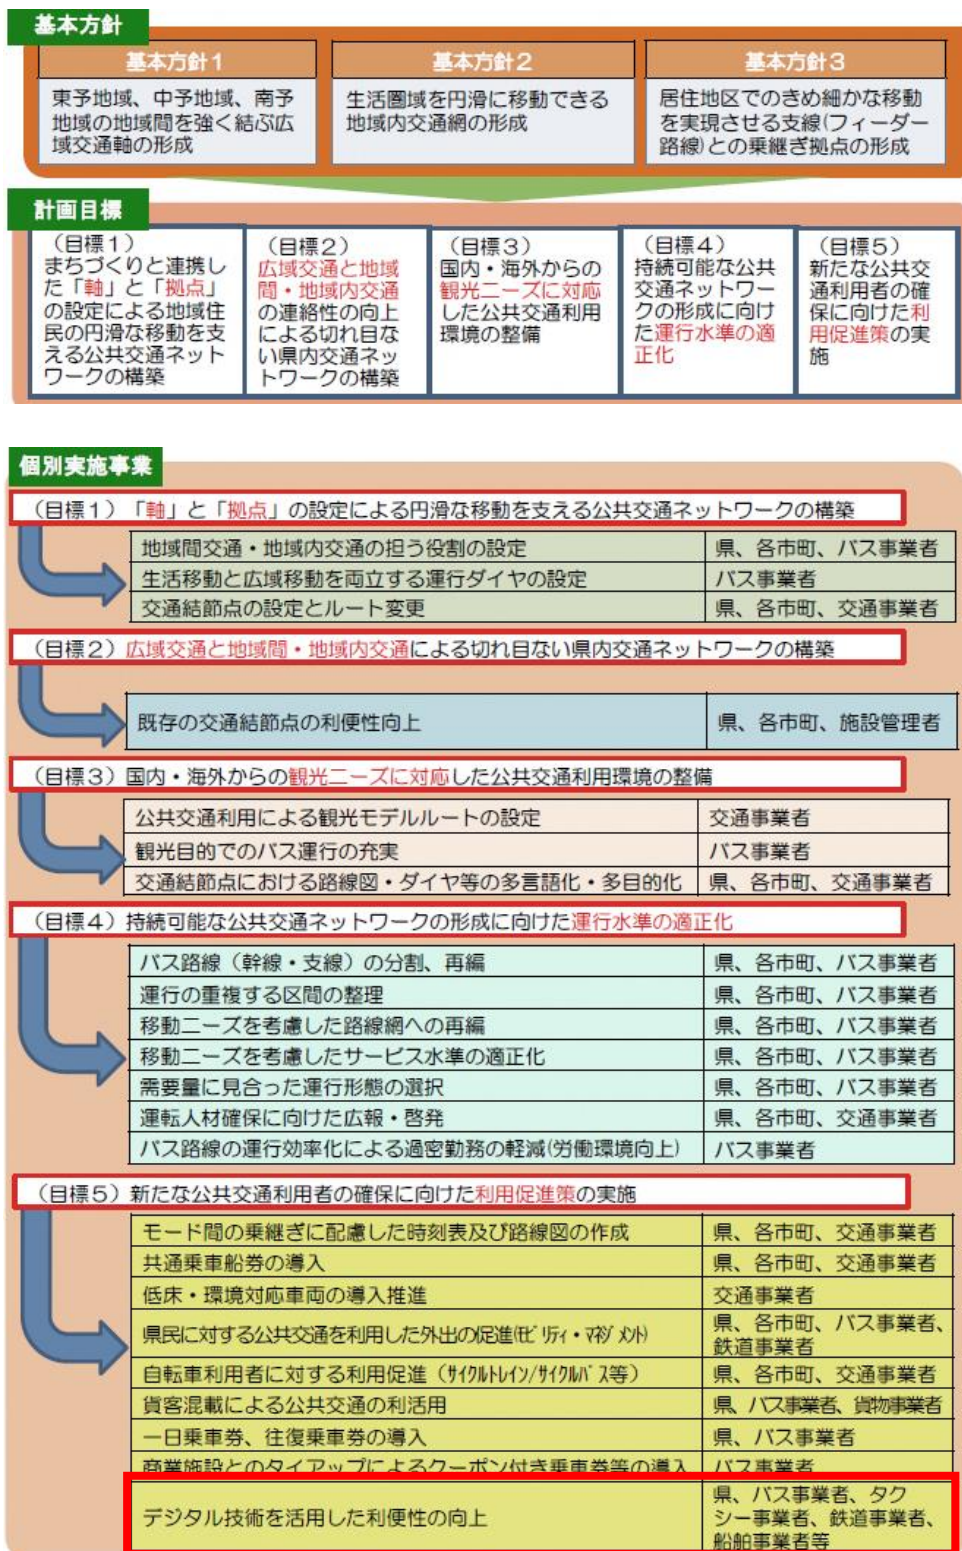 基本方針
基本方針1
基本方針2
基本方針3
東予地域、中予地域、南予
地域の地域間を強く結ぶ広
域交通軸の形成
生活圏域を円滑に移動できる
地域内交通網の形成
居住地区でのきめ細かな移動
を実現させる支線(フィーダー
路線)との乗継ぎ拠点の形成
計画目標
（目標１）
まちづくりと連携し
た「軸」と「拠点」
の設定による地域住
民の円滑な移動を支
える公共交通ネット
ワークの構築
（目標２）
広域交通と地域
間・地域内交通
の連絡性の向上
による切れ目な
い県内交通ネッ
トワークの構築
（目標３）
国内・海外からの
観光ニーズに対応
した公共交通利用
環境の整備
（目標４）
持続可能な公共
交通ネットワー
クの形成に向け
た運行水準の適
正化
（目標５）
新たな公共交
通利用者の確
保に向けた利
用促進策の実
施
個別実施事業
（目標１）「軸」と「拠点」の設定による円滑な移動を支える公共交通ネットワークの構築
地域間交通・地域内交通の担う役割の設定 県、各市町、バス事業者
生活移動と広域移動を両立する運行ダイヤの設定 バス事業者
交通結節点の設定とルート変更 県、各市町、交通事業者
（目標２）広域交通と地域間・地域内交通による切れ目ない県内交通ネットワークの構築
既存の交通結節点の利便性向上 県、各市町、施設管理者
（目標３）国内・海外からの観光ニーズに対応した公共交通利用環境の整備
公共交通利用による観光モデルルートの設定 交通事業者
観光目的でのバス運行の充実 バス事業者
交通結節点における路線図・ダイヤ等の多言語化・多目的化 県、各市町、交通事業者
（目標４）持続可能な公共交通ネットワークの形成に向けた運行水準の適正化
バス路線（幹線・支線）の分割、再編 県、各市町、バス事業者
運行の重複する区間の整理 県、各市町、バス事業者
移動ニーズを考慮した路線網への再編 県、各市町、バス事業者
移動ニーズを考慮したサービス水準の適正化 県、各市町、バス事業者
需要量に見合った運行形態の選択 県、各市町、バス事業者
運転人材確保に向けた広報・啓発 県、各市町、交通事業者
バス路線の運行効率化による過密勤務の軽減(労働環境向上) バス事業者
（目標５）新たな公共交通利用者の確保に向けた利用促進策の実施
モード間の乗継ぎに配慮した時刻表及び路線図の作成 県、各市町、交通事業者
共通乗車船券の導入 県、各市町、交通事業者
低床・環境対応車両の導入推進 交通事業者
県民に対する公共交通を利用した外出の促進(ﾓﾋﾞﾘﾃｨ・ﾏﾈｼﾞﾒﾝﾄ) 県、各市町、バス事業者、
鉄道事業者
自転車利用者に対する利用促進（ｻｲｸﾙﾄﾚｲﾝ/ｻｲｸﾙﾊﾞｽ等） 県、各市町、交通事業者
貨客混載による公共交通の利活用 県、バス事業者、貨物事業者
一日乗車券、往復乗車券の導入 県、バス事業者
商業施設とのタイアップによるクーポン付き乗車券等の導入 バス事業者
デジタル技術を活用した利便性の向上 県、バス事業者、タク
シー事業者、鉄道事業者、
船舶事業者等